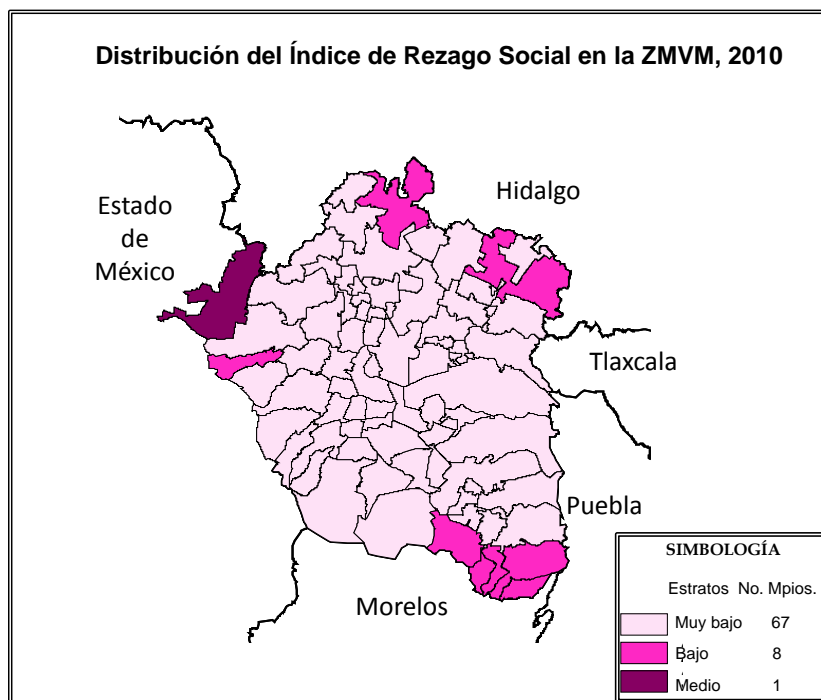 Distribución del Índice de Rezago Social en la ZMVM, 2010
Hidalgo
Estado
de
México
Tlaxcala
Puebla
Morelos
SIMBOLOGÍA
Estratos No. Mpios.
Muy bajo 67
Bajo 8
Medio 1